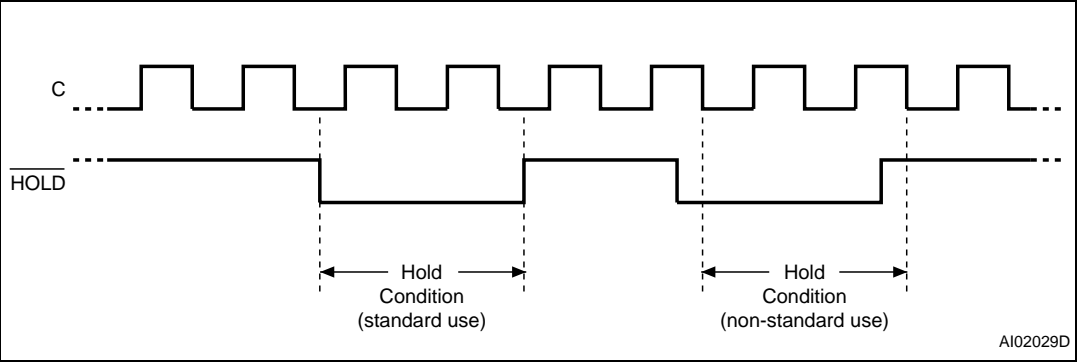 C
HOLD
Hold
Condition
(standard use)
Hold
Condition
(non-standard use)
AI02029D